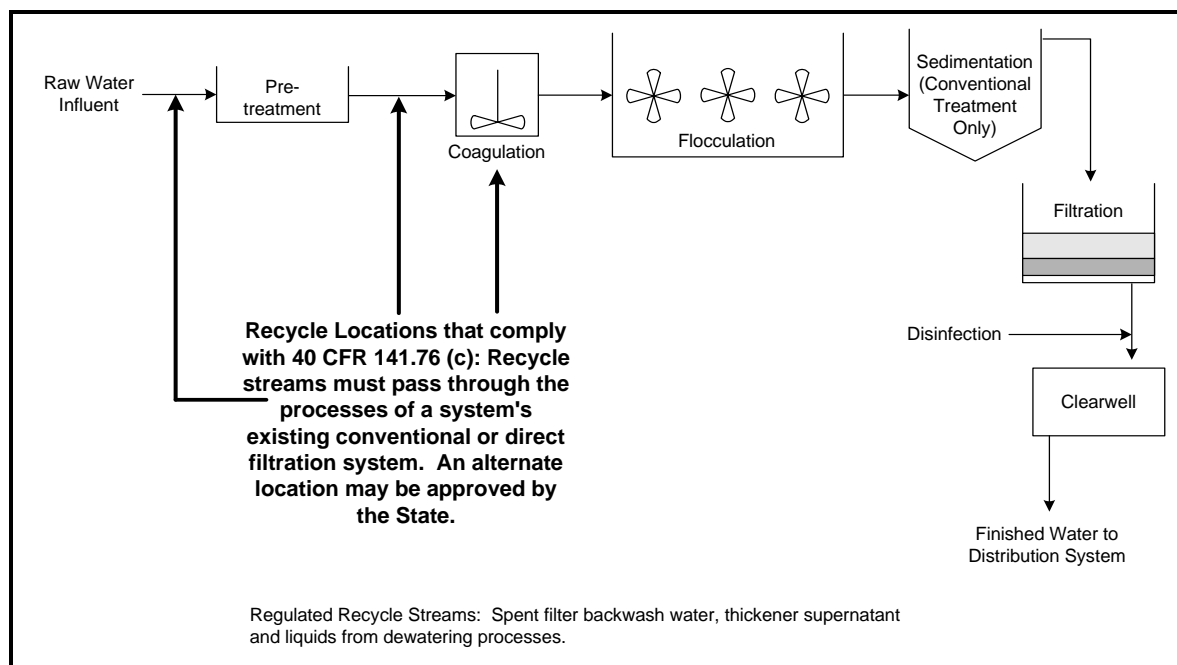 Raw Water
Influent
Pre-
treatment
Coagulation
Flocculation
Sedimentation
(Conventional
Treatment
Only)
Filtration
Disinfection
Clearwell
Finished Water to
Distribution System
Recycle Locations that comply
with 40 CFR 141.76 (c): Recycle
streams must pass through the
processes of a system's
existing conventional or direct
filtration system.  An alternate
location may be approved by
the State.
Regulated Recycle Streams:  Spent filter backwash water, thickener supernatant
and liquids from dewatering processes.